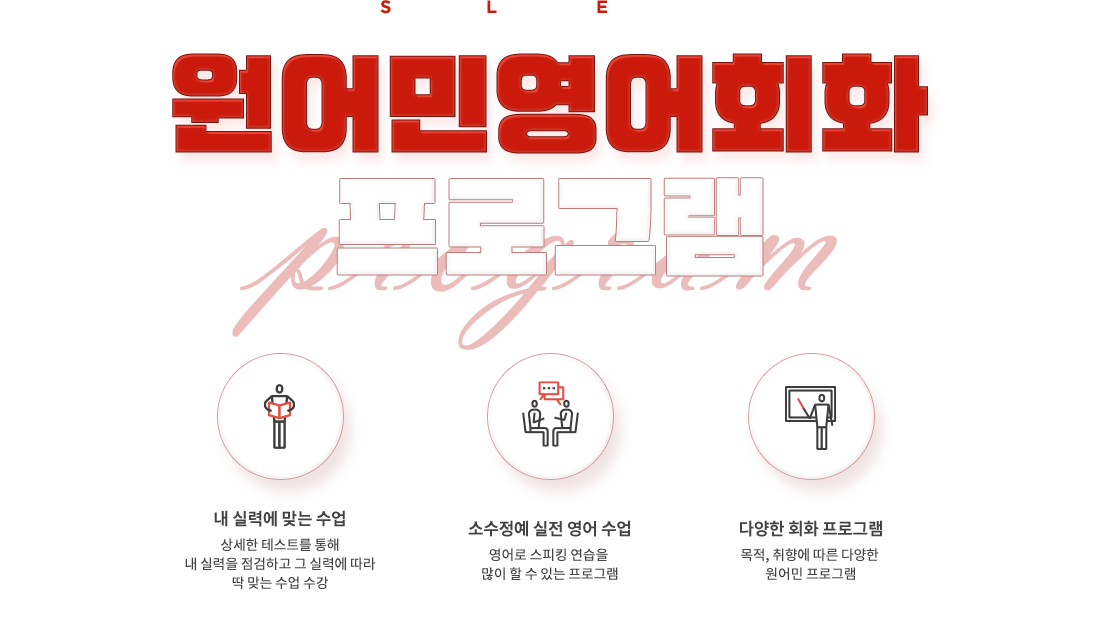 S L E
원어민영어회화
프로그램
program
내 실력에 맞는 수업
상세한 테스트를 통해
내 실력을 점검하고 그 실력에 따라
딱 맞는 수업 수강
소수정예 실전 영어 수업
영어로 스피킹 연습을
많이 할 수 있는 프로그램
다양한 회화 프로그램
목적, 취향에 따른 다양한
원어민 프로그램